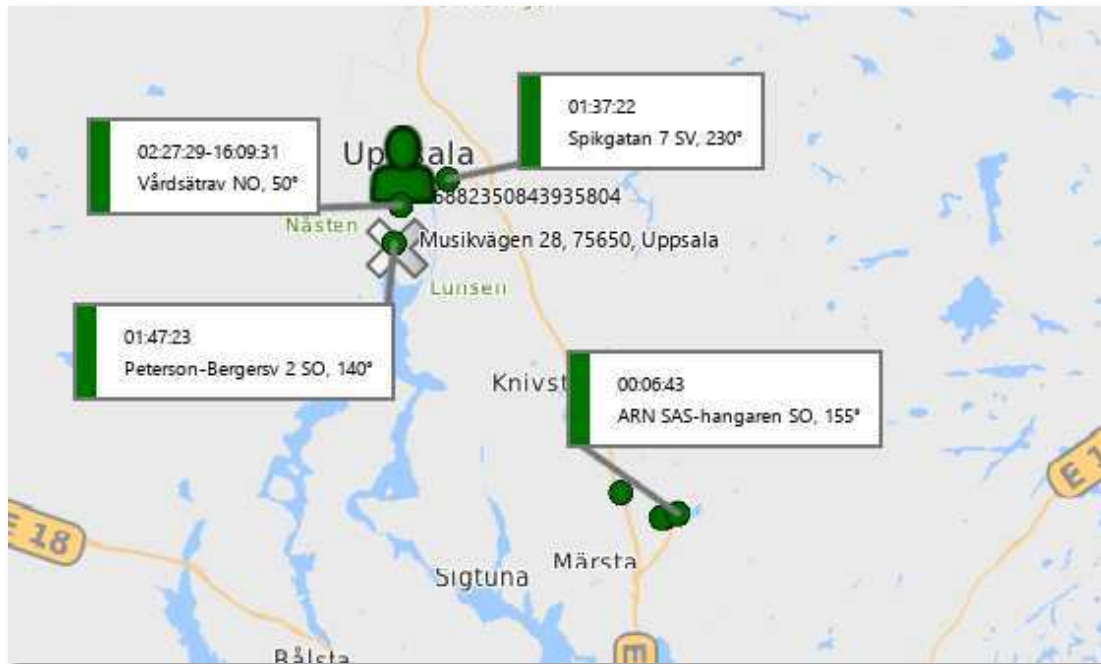 01:37:22
Spikgatan 7 SV, 230°
02:27:29-16:09:31
Vårdsätrav NO, 50°
Uppsala
6882350843935804
Nåsten
Musikvägen 28, 75650, Uppsala
Lunsen
01:47:23
Peterson-Bergersv 2 SO, 140°
00:06:43
ARN SAS-hangaren SO, 155°
Knivst
E 18
E 1
Märsta
Sigtuna
Bålsta
E